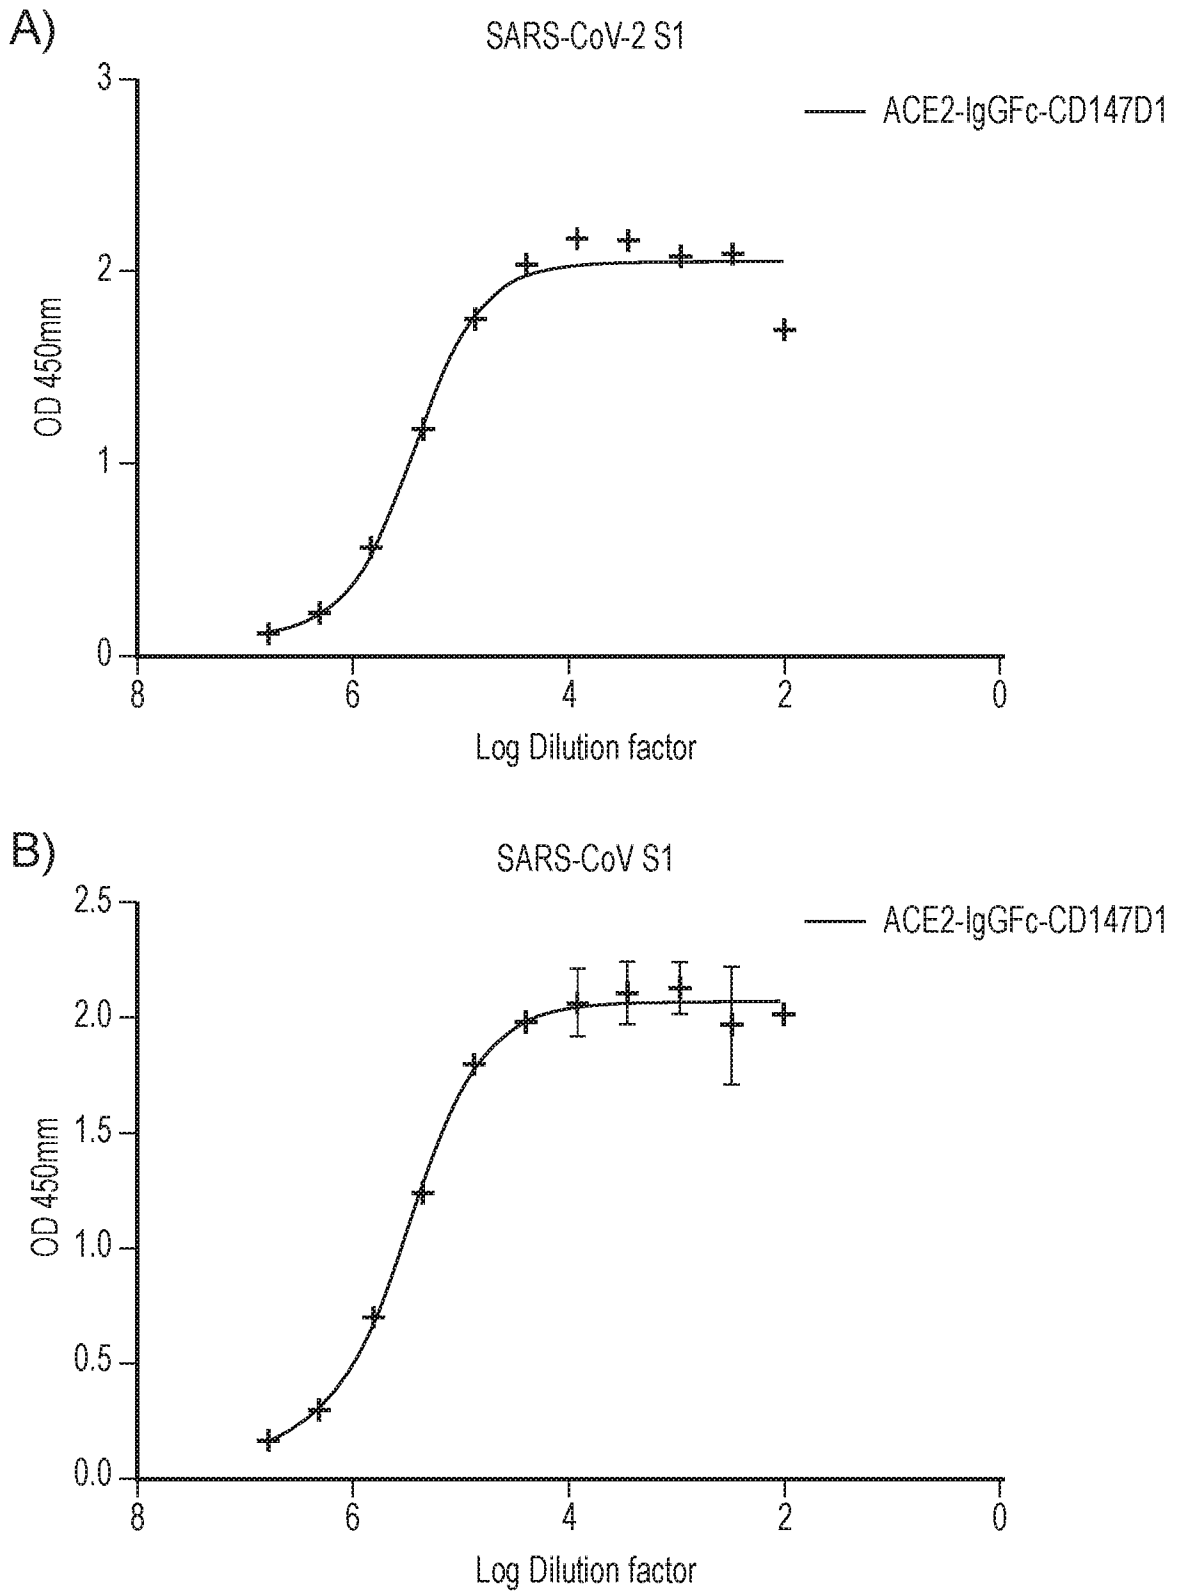 A)
SARS-CoV-2 S1
ACE2-IgGFc-CD147D1
3
2
1
0
OD 450mm
8 6 4 2 0
Log Dilution factor
B)
SARS-CoV S1
ACE2-IgGFc-CD147D1
2.5
2.0
1.5
1.0
0.5
0.0
OD 450mm
8 6 4 2 0
Log Dilution factor